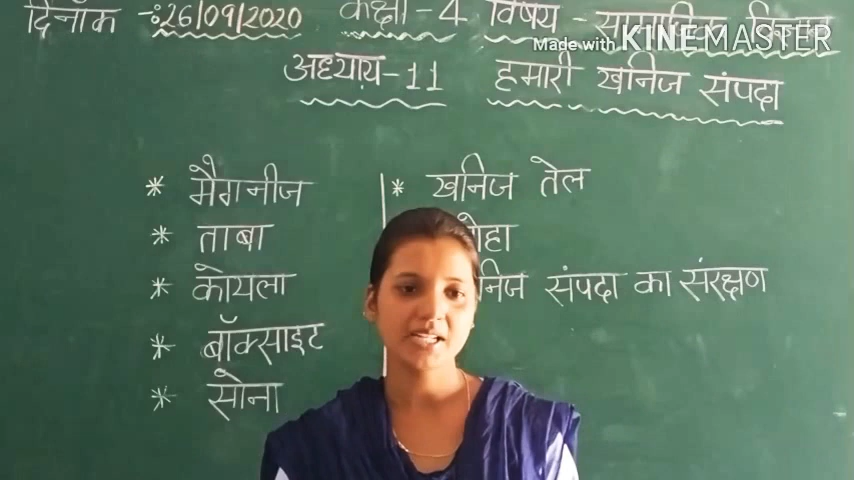 दिनाँक -: 26/09/2020 कक्षा - 4 विषय - सामाजिक विज्ञान
Made with KINEMASTER
अध्याय - 11 हमारी खनिज संपदा
* मैगनीज
* ताबा
* कोयला
* बॉक्साइट
* सोना
* खनिज तेल
संपदा का संरक्षण